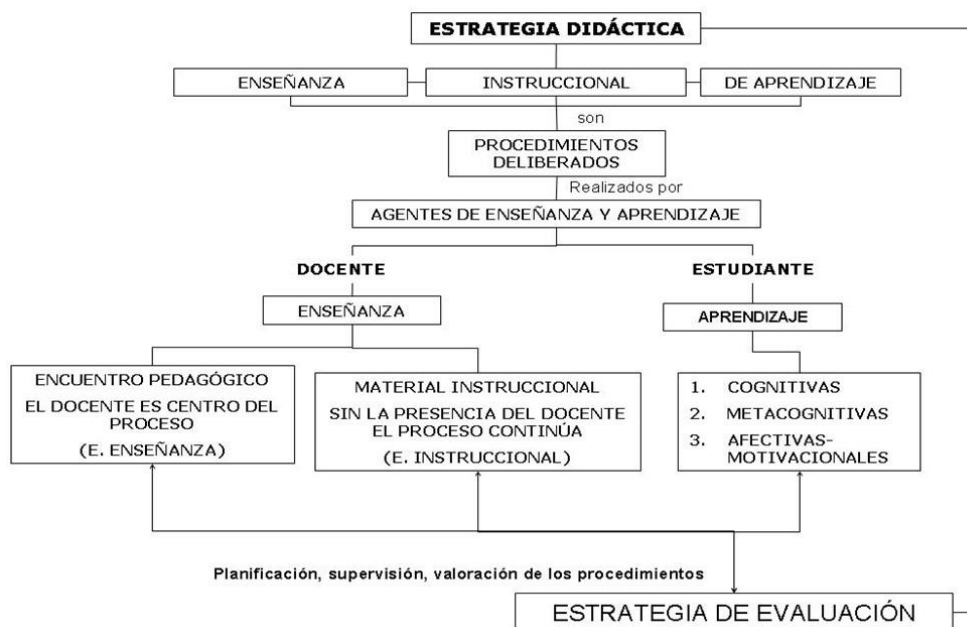 ESTRATEGIA DIDÁCTICA
ENSEÑANZA
INSTRUCCIONAL
DE APRENDIZAJE
son
PROCEDIMIENTOS
DELIBERADOS
Realizados por
AGENTES DE ENSEÑANZA Y APRENDIZAJE
DOCENTE
ESTUDIANTE
ENSEÑANZA
APRENDIZAJE
ENCUENTRO PEDAGÓGICO
EL DOCENTE ES CENTRO DEL
PROCESO
(E. ENSEÑANZA)
MATERIAL INSTRUCCIONAL
SIN LA PRESENCIA DEL DOCENTE
EL PROCESO CONTINÚA
(E. INSTRUCCIONAL)
1. COGNITIVAS
2. METACOGNITIVAS
3. AFECTIVAS-
MOTIVACIONALES
Planificación, supervisión, valoración de los procedimientos
ESTRATEGIA DE EVALUACIÓN